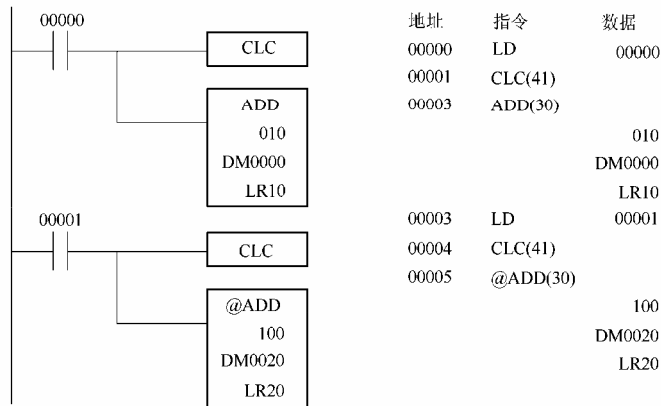 00000
CLC
ADD
010
DM0000
LR10
00001
CLC
@ADD
100
DM0020
LR20
地址 指令 数据
00000 LD 00000
00001 CLC(41)
00003 ADD(30)
010
DM0000
LR10
00003 LD 00001
00004 CLC(41)
00005 @ADD(30)
100
DM0020
LR20